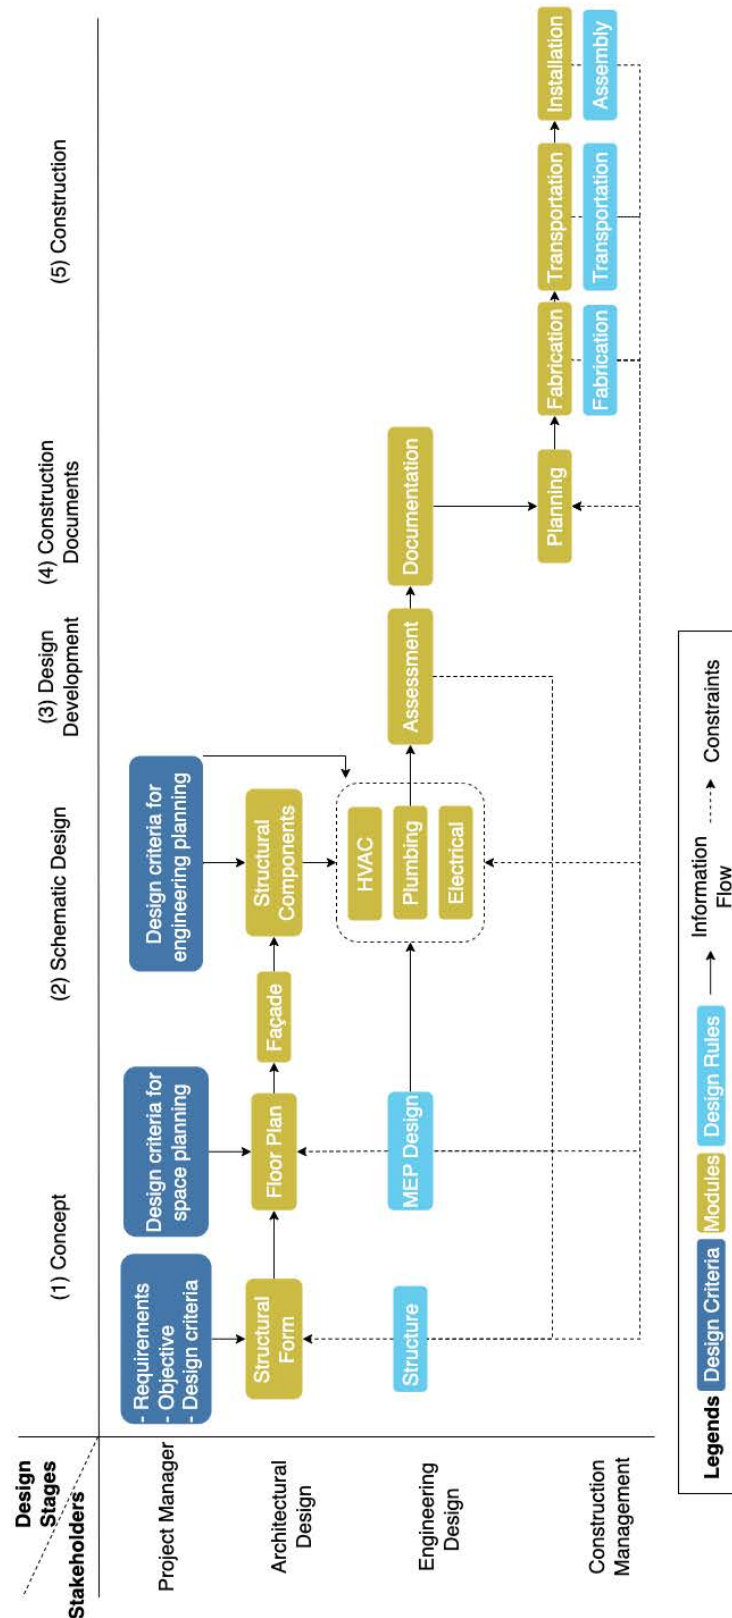 Design
Stages
Stakeholders
(1) Concept
(2) Schematic Design
(3) Design
Development
(4) Construction
Documents
(5) Construction
Project Manager
- Requirements
- Objective
- Design criteria
Design criteria for
space planning
Design criteria for
engineering planning
Architectural
Design
Structural
Form
Floor Plan
Façade
Structural
Components
Engineering
Design
Structure
MEP Design
HVAC
Plumbing
Electrical
Assessment
Documentation
Construction
Management
Planning
Fabrication
Transportation
Installation
Fabrication
Transportation
Assembly
Legends
Design Criteria
Modules
Design Rules
Information
Flow
Constraints